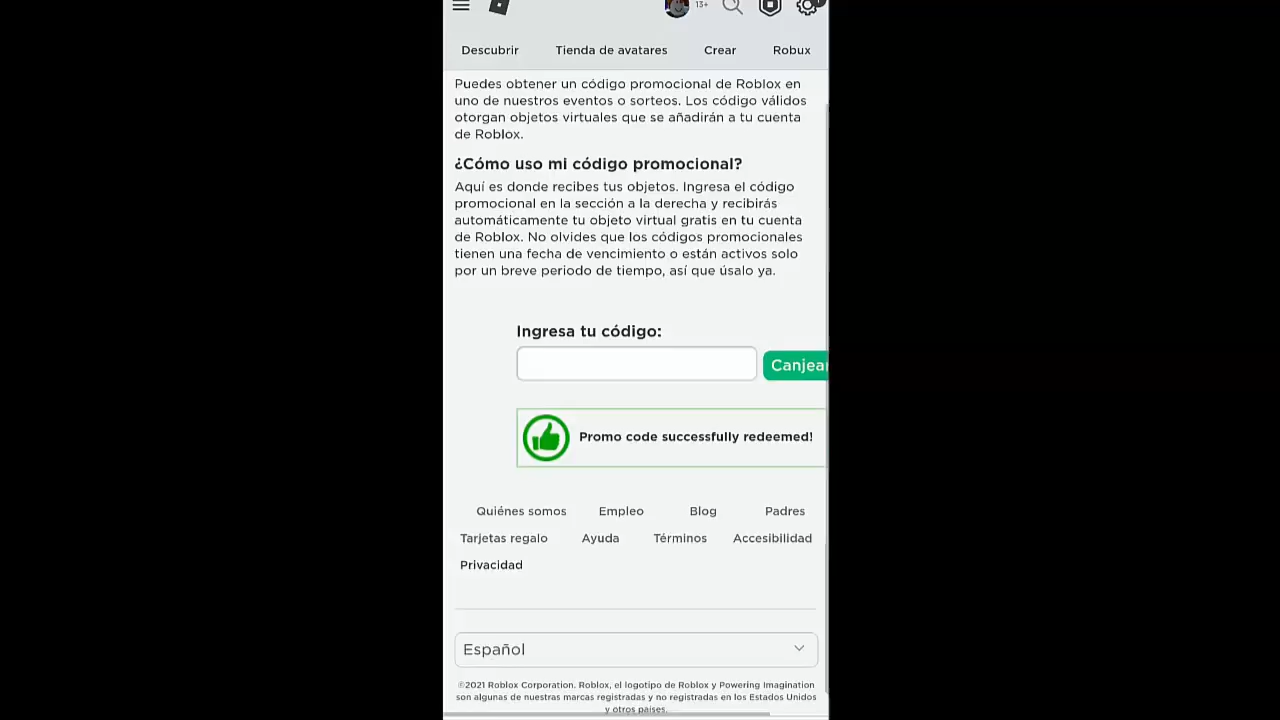 13+
Descubrir Tienda de avatares Crear Robux
Puedes obtener un código promocional de Roblox en
uno de nuestros eventos o sorteos. Los código válidos
otorgan objetos virtuales que se añadirán a tu cuenta
de Roblox.
¿Cómo uso mi código promocional?
Aquí es donde recibes tus objetos. Ingresa el código
promocional en la sección a la derecha y recibirás
automáticamente tu objeto virtual gratis en tu cuenta
de Roblox. No olvides que los códigos promocionales
tienen una fecha de vencimiento o están activos solo
por un breve periodo de tiempo, así que úsalo ya.
Ingresa tu código:
Canjear
Promo code successfully redeemed!
Quiénes somos Empleo Blog Padres
Tarjetas regalo Ayuda Términos Accesibilidad
Privacidad
Español
©2021 Roblox Corporation. Roblox, el logotipo de Roblox y Powering Imagination
son algunas de nuestras marcas registradas y no registradas en los Estados Unidos
y otros países.